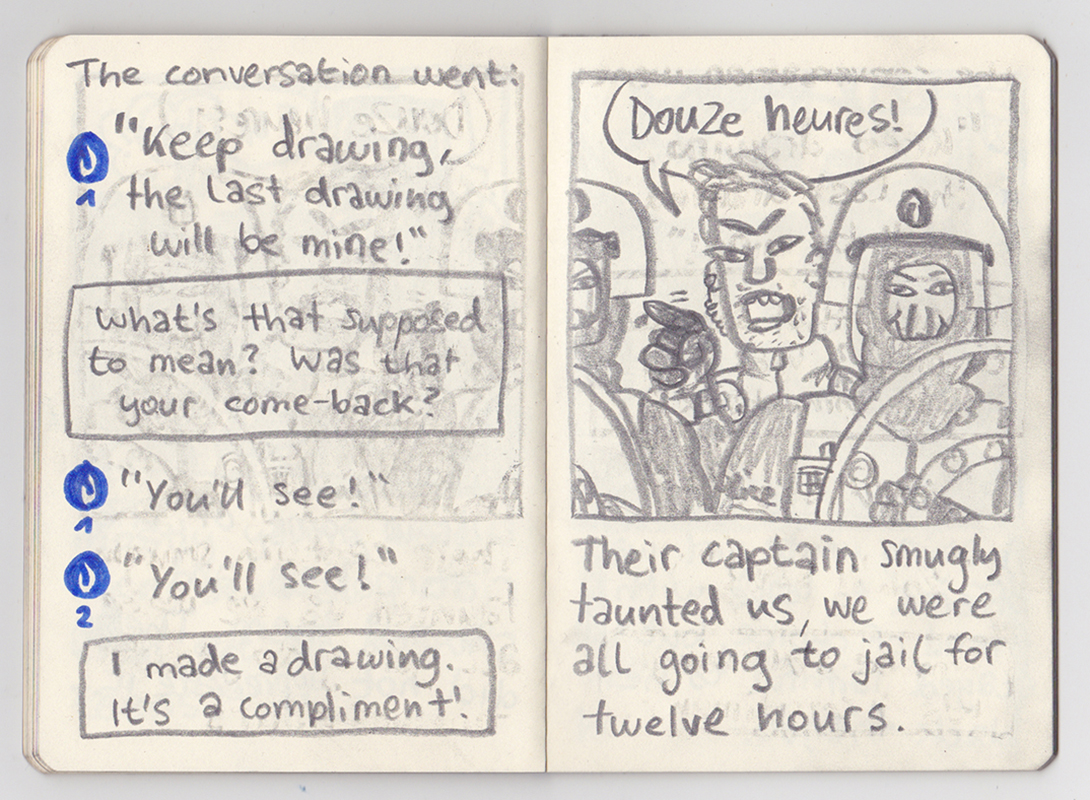 The conversation went:
"Keep drawing,
the last drawing
will be mine!"
1
What's that supposed
to mean? Was that
your come-back?
"You'll see!"
1
"You'll see!"
2
I made a drawing.
It's a compliment!
Douze heures!
Their captain smugly
taunted us, we were
all going to jail for
twelve hours.